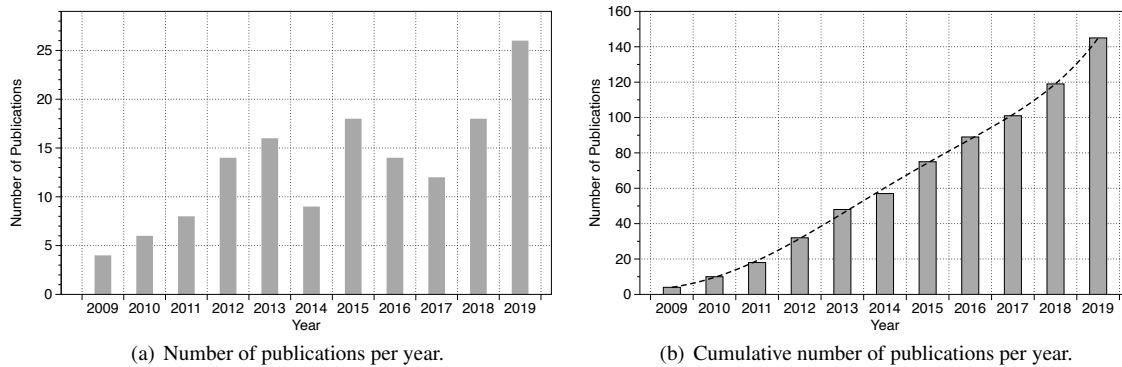 Number of Publications
25
20
15
10
5
0
2009 2010 2011 2012 2013 2014 2015 2016 2017 2018 2019
Year
(a) Number of publications per year.
Number of Publications
160
140
120
100
80
60
40
20
0
2009 2010 2011 2012 2013 2014 2015 2016 2017 2018 2019
Year
(b) Cumulative number of publications per year.